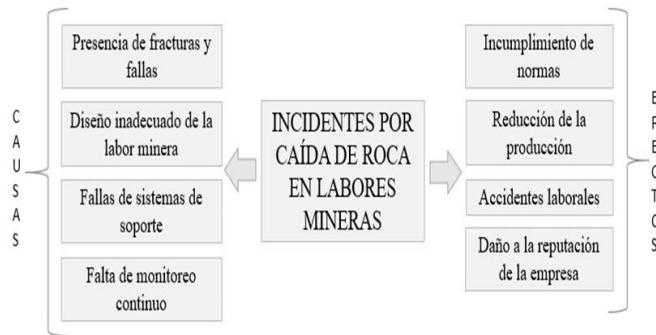 CAUSAS
Presencia de fracturas y
fallas
Diseño inadecuado de la
labor minera
Fallas de sistemas de
soporte
Falta de monitoreo
continuo
INCIDENTES POR
CAÍDA DE ROCA
EN LABORES
MINERAS
Incumplimiento de
normas
Reducción de la
producción
Accidentes laborales
Daño a la reputación
de la empresa
EFECTOS